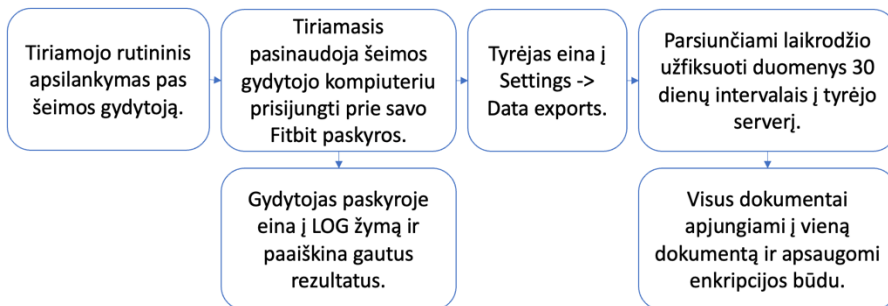 Tiriamojo rutininis
apsilankymas pas
šeimos gydytoją.
Tiriamasis
pasinaudoja šeimos
gydytojo kompiuteriu
prisijungti prie savo
Fitbit paskyros.
Tyrėjas eina į
Settings ->
Data exports.
Parsiunčiami laikrodžio
užfiksuoti duomenys 30
dienų intervalais į tyrėjo
serverį.
Gydytojas paskyroje
eina į LOG žymą ir
paaiškina gautus
rezultatus.
Visus dokumentai
apjungiami į vieną
dokumentą ir apsaugomi
enkripcijos būdu.